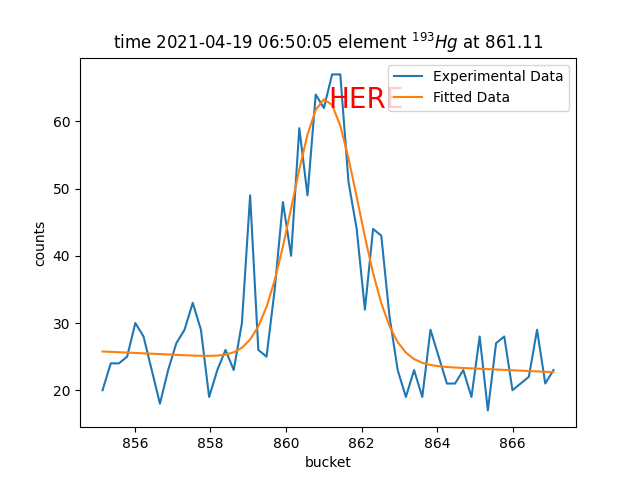 time 2021-04-19 06:50:05 element ¹⁹³Hg at 861.11
Experimental Data
Fitted Data
HERE
counts
60
50
40
30
20
856 858 860 862 864 866
bucket